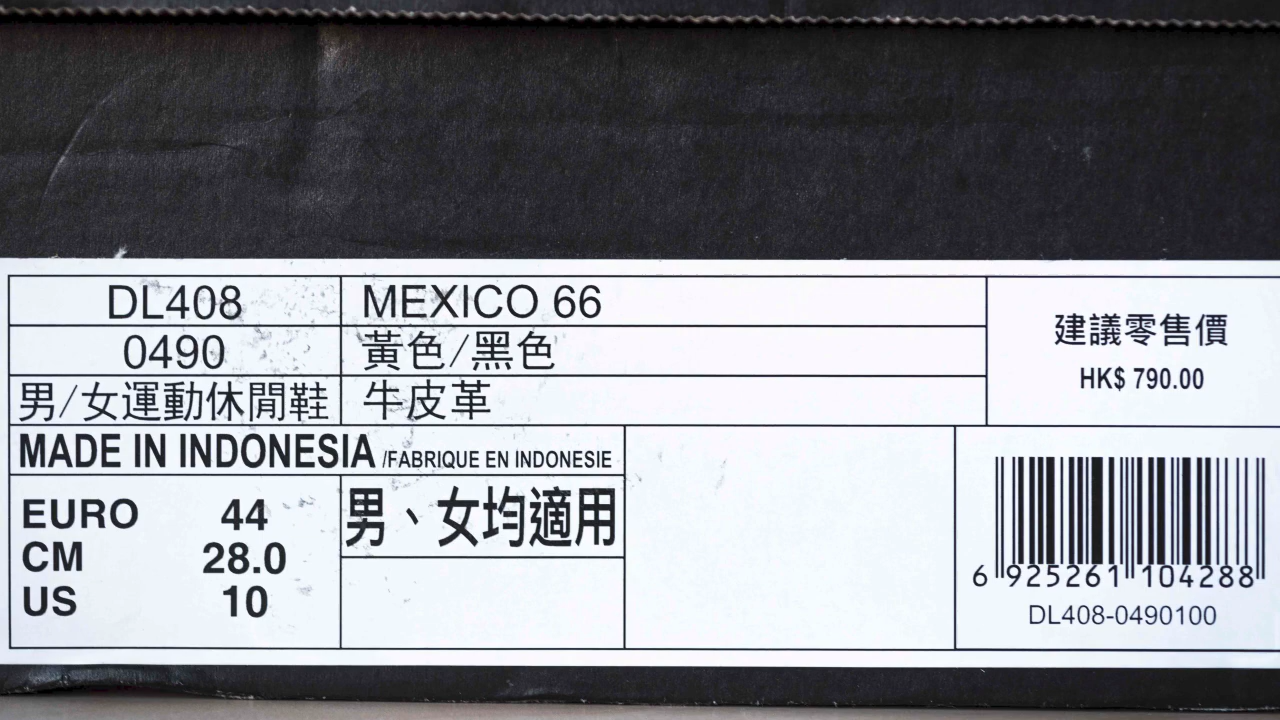 DL408
MEXICO 66
0490
黃色/黑色
男/女運動休閒鞋
牛皮革
建議零售價
HK$ 790.00
MADE IN INDONESIA /FABRIQUE EN INDONESIE
EURO 44
CM 28.0
US 10
男、女均適用
6 925261 104288
DL408-0490100